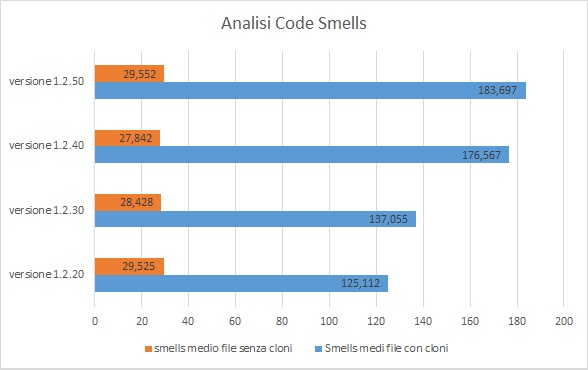 Analisi Code Smells
versione 1.2.50
29,552
183,697
versione 1.2.40
27,842
176,567
versione 1.2.30
28,428
137,055
versione 1.2.20
29,525
125,112
0 20 40 60 80 100 120 140 160 180 200
smells medio file senza cloni Smells medi file con cloni